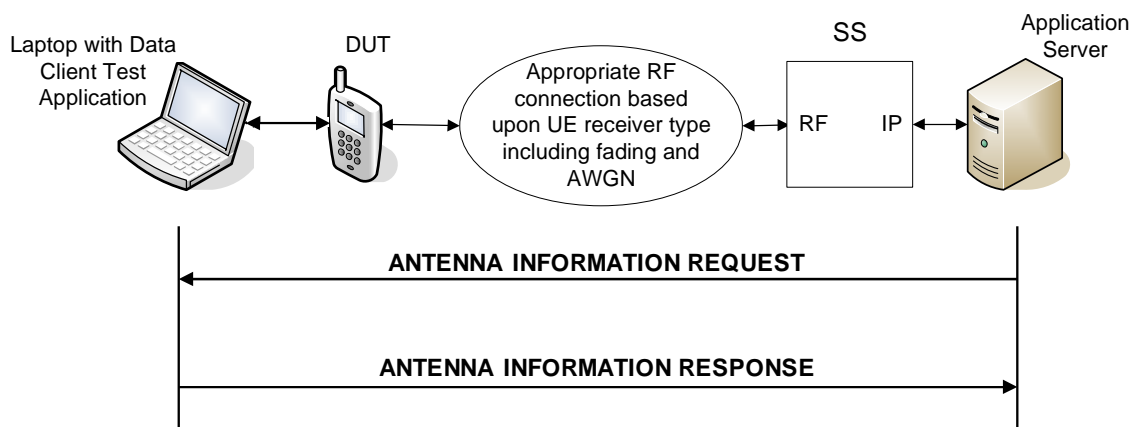 Laptop with Data
Client Test
Application
DUT
Appropriate RF
connection based
upon UE receiver type
including fading and
AWGN
SS
RF
IP
Application
Server
ANTENNA INFORMATION REQUEST
ANTENNA INFORMATION RESPONSE